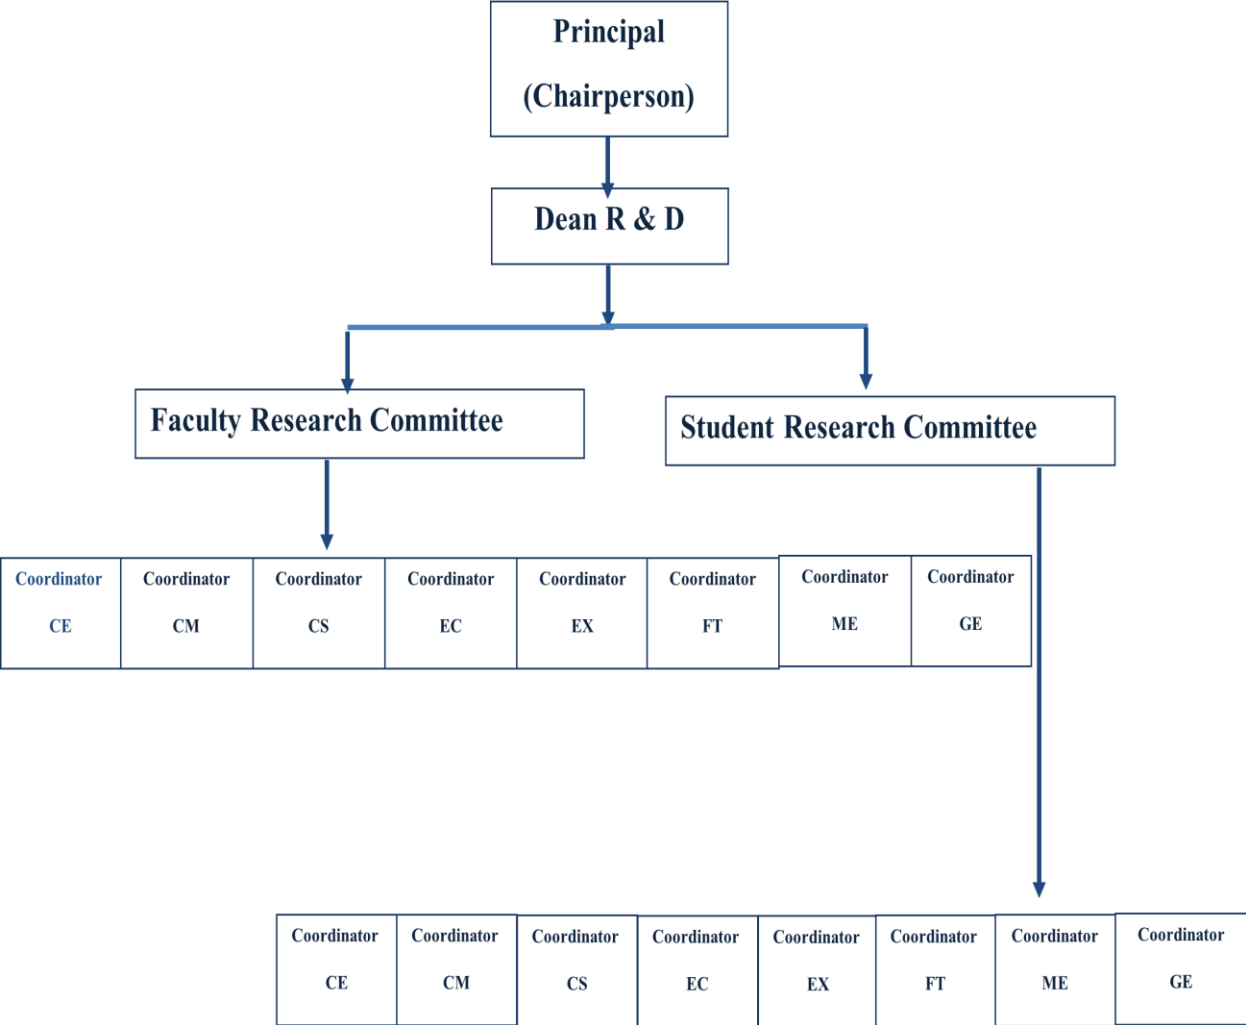 Principal
(Chairperson)
Dean R & D
Faculty Research Committee
Student Research Committee
Coordinator
CE
Coordinator
CM
Coordinator
CS
Coordinator
EC
Coordinator
EX
Coordinator
FT
Coordinator
ME
Coordinator
GE
Coordinator
CE
Coordinator
CM
Coordinator
CS
Coordinator
EC
Coordinator
EX
Coordinator
FT
Coordinator
ME
Coordinator
GE